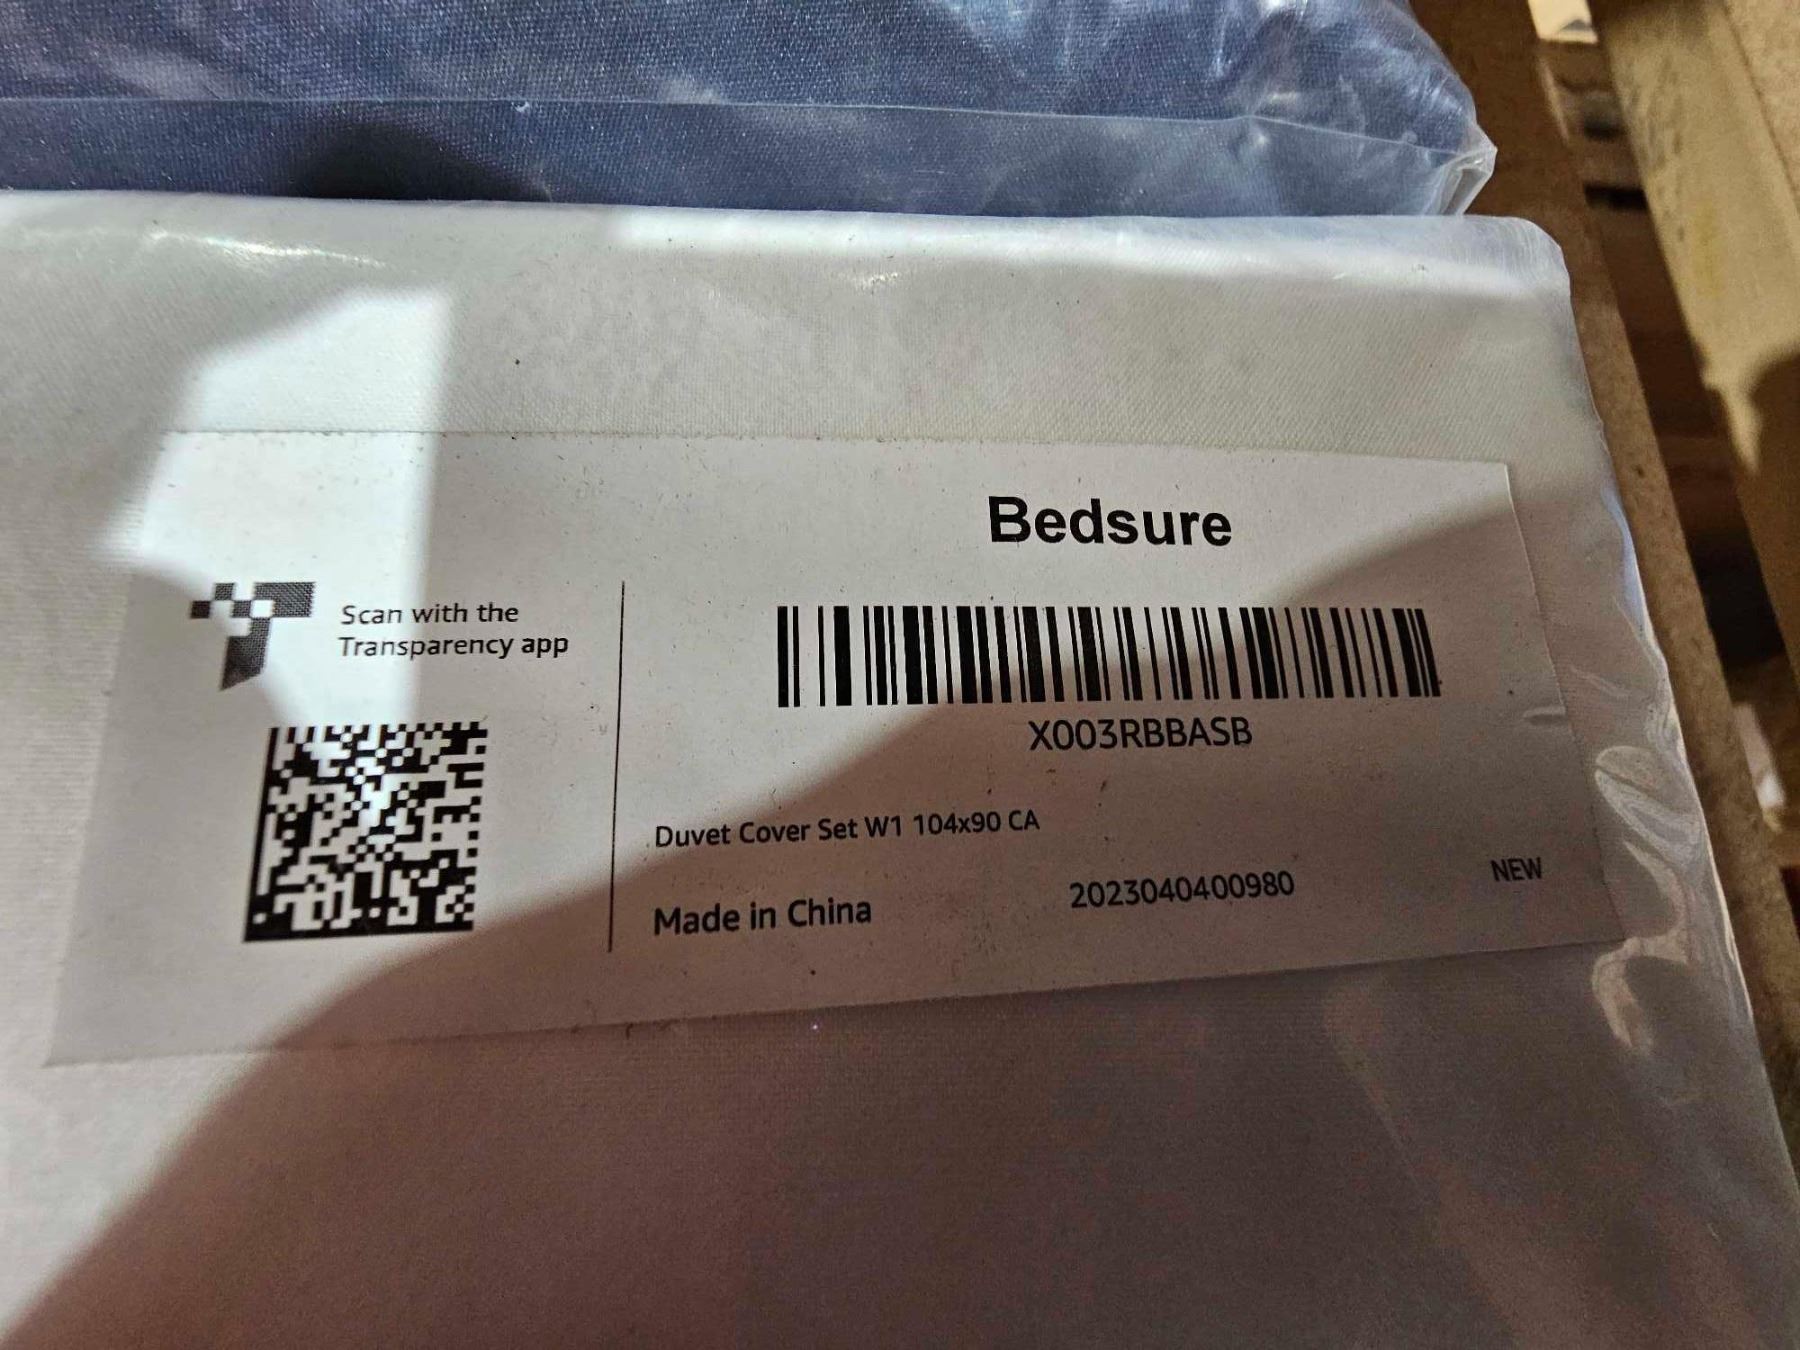 Bedsure
Scan with the
Transparency app
X003RBBASB
Duvet Cover Set W1 104x90 CA
Made in China
2023040400980
NEW